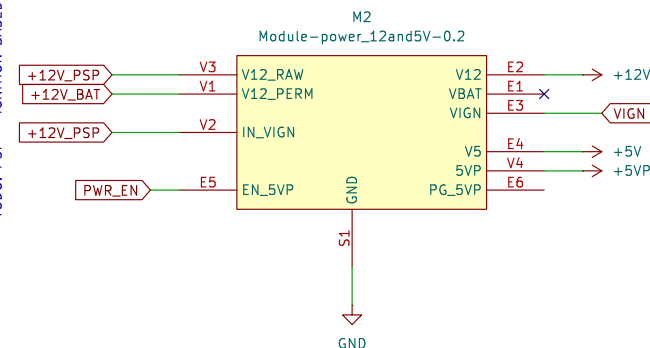 M2
Module-power_12and5V-0.2
+12V_PSP V3 V12_RAW V12 E2 +12V
+12V_BAT V1 V12_PERM VBAT E1
VIGN E3 VIGN
+12V_PSP V2 IN_VIGN
V5 E4 +5V
5VP V4 +5VP
PWR_EN E5 EN_5VP PG_5VP E6
GND
S1
GND